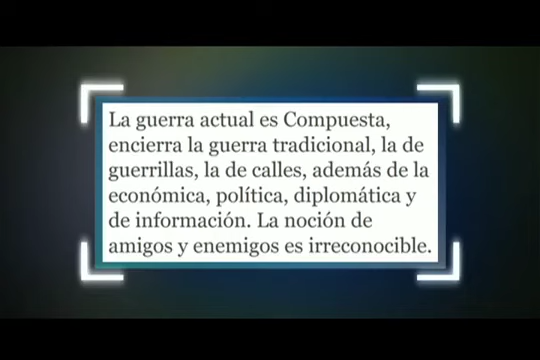 La guerra actual es Compuesta,
encierra la guerra tradicional, la de
guerrillas, la de calles, además de la
económica, política, diplomática y
de información. La noción de
amigos y enemigos es irreconocible.